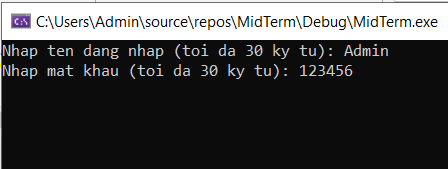 C:\Users\Admin\source\repos\MidTerm\Debug\MidTerm.exe
Nhap ten dang nhap (toi da 30 ky tu): Admin
Nhap mat khau (toi da 30 ky tu): 123456